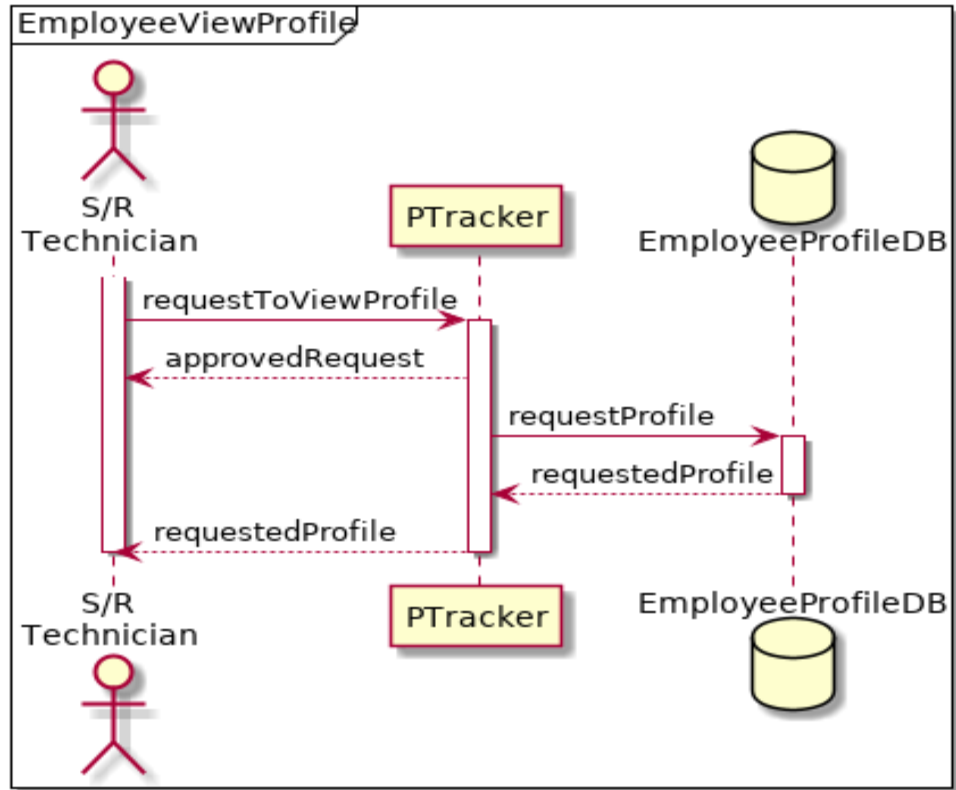 EmployeeViewProfile
S/R
Technician
PTracker
EmployeeProfileDB
requestToViewProfile
approvedRequest
requestProfile
requestedProfile
requestedProfile
S/R
Technician
PTracker
EmployeeProfileDB